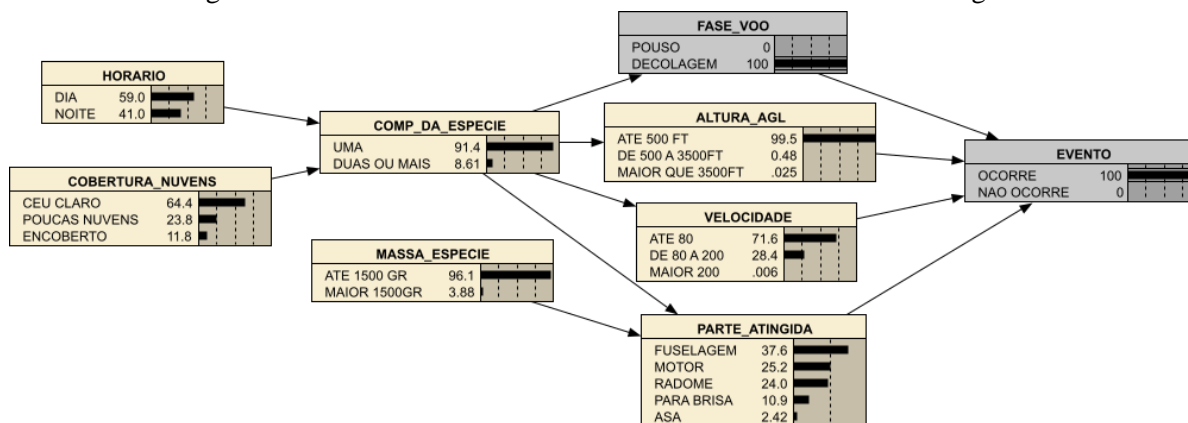 FASE_VOO
POUSO 0
DECOLAGEM 100
HORARIO
DIA 59.0
NOITE 41.0
COMP_DA_ESPECIE
UMA 91.4
DUAS OU MAIS 8.61
ALTURA_AGL
ATE 500 FT 99.5
DE 500 A 3500FT 0.48
MAIOR QUE 3500FT .025
EVENTO
OCORRE 100
NAO OCORRE 0
COBERTURA_NUVENS
CEU CLARO 64.4
POUCAS NUVENS 23.8
ENCOBERTO 11.8
VELOCIDADE
ATE 80 71.6
DE 80 A 200 28.4
MAIOR 200 .006
MASSA_ESPECIE
ATE 1500 GR 96.1
MAIOR 1500GR 3.88
PARTE_ATINGIDA
FUSELAGEM 37.6
MOTOR 25.2
RADOME 24.0
PARA BRISA 10.9
ASA 2.42